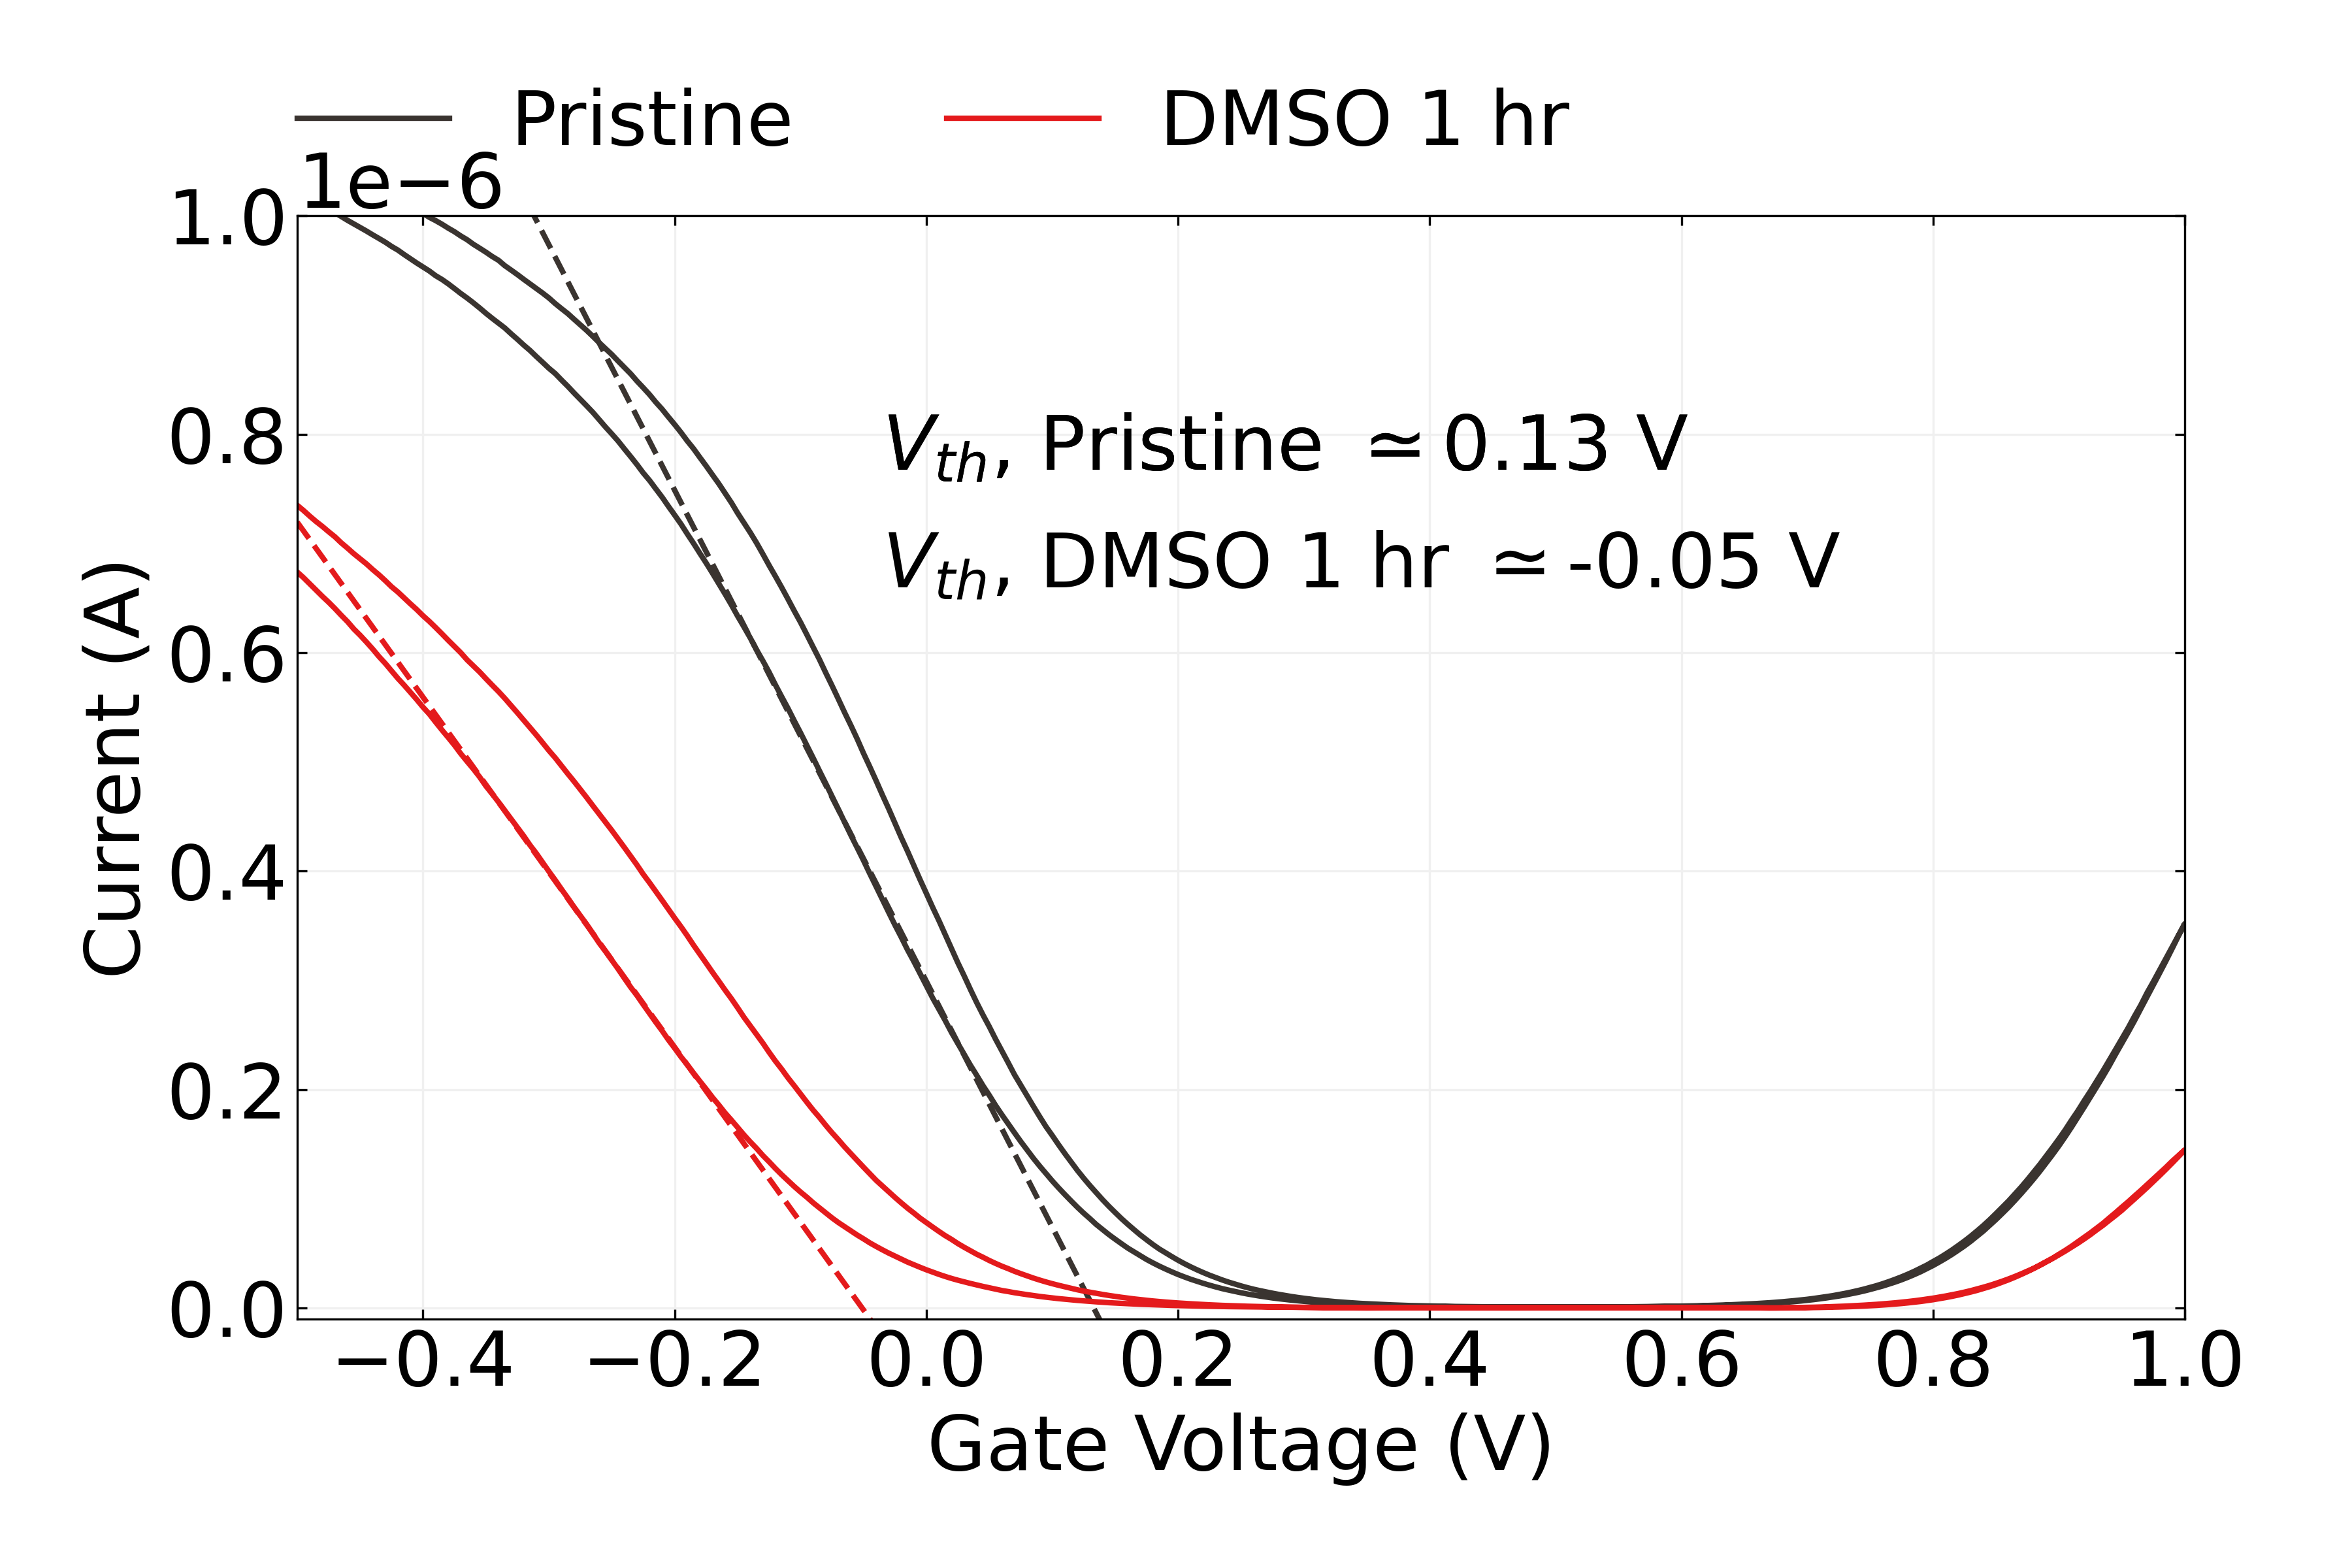 Pristine DMSO 1 hr
1e−6
1.0
0.8
0.6
0.4
0.2
0.0
Current (A)
V_th, Pristine ≃ 0.13 V
V_th, DMSO 1 hr ≃ -0.05 V
−0.4 −0.2 0.0 0.2 0.4 0.6 0.8 1.0
Gate Voltage (V)